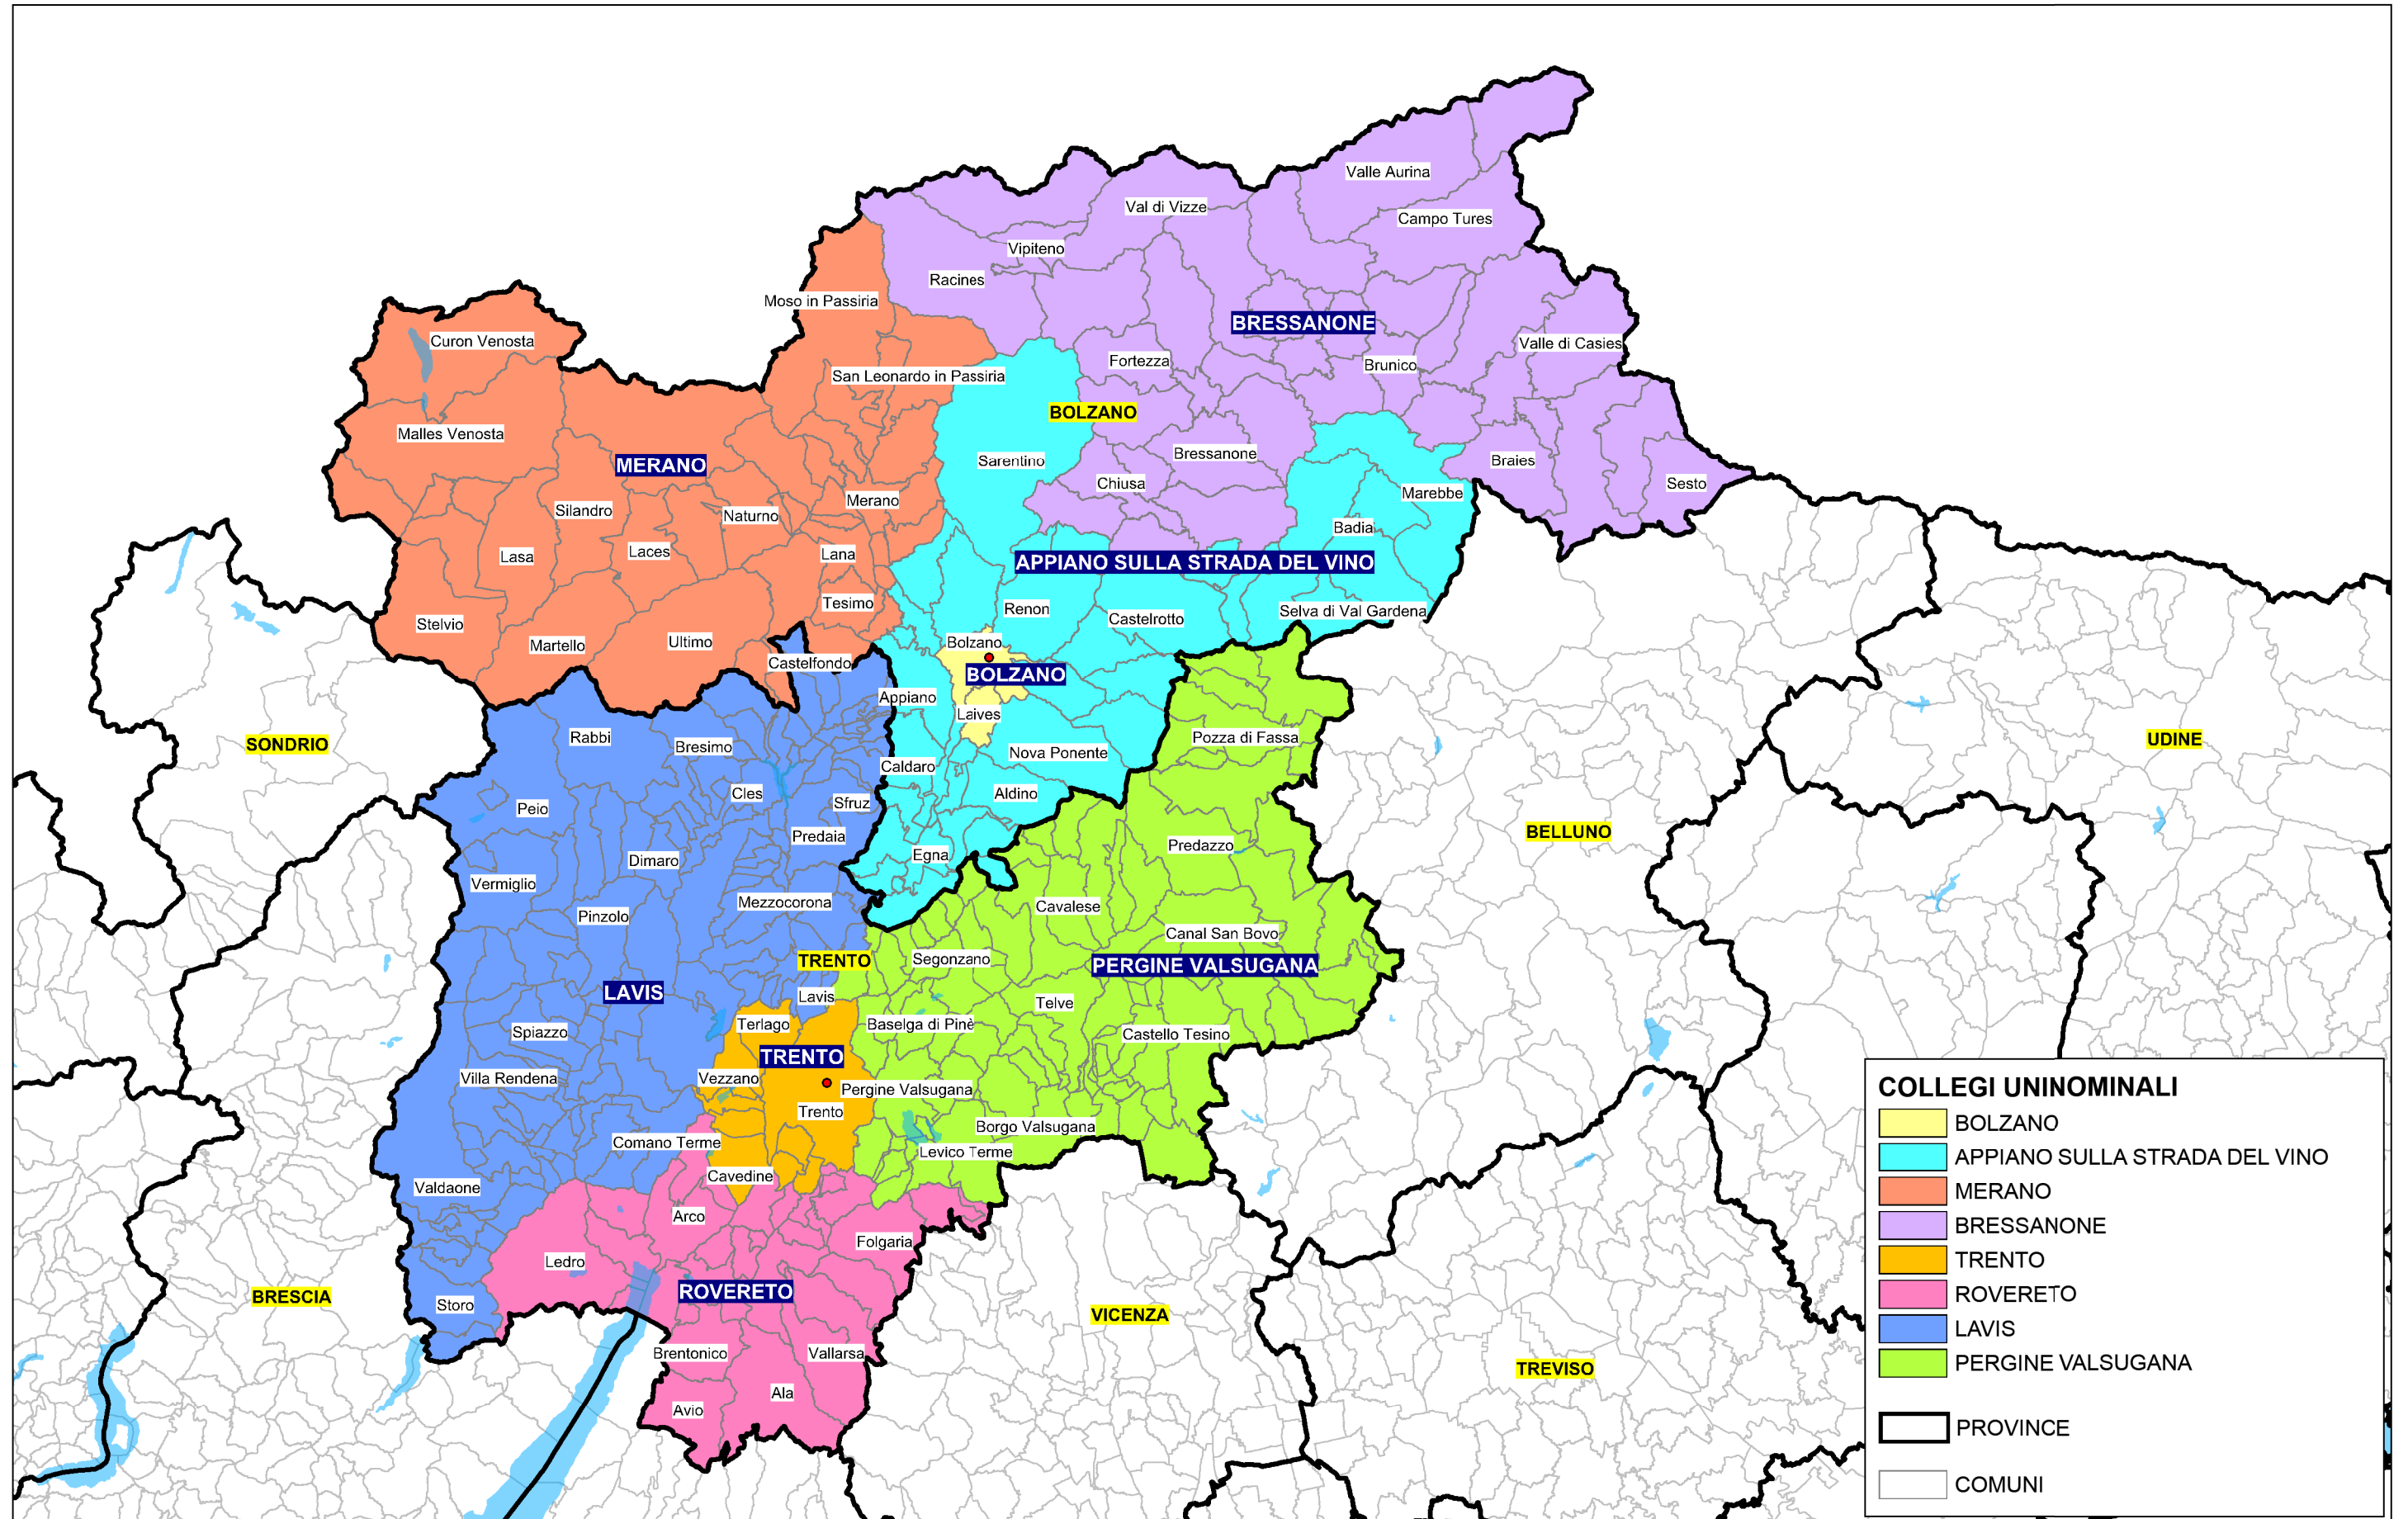 Valle Aurina
Val di Vizze
Campo Tures
Vipiteno
Racines
Moso in Passiria
BRESSANONE
Curon Venosta
Valle di Casies
Fortezza
Brunico
San Leonardo in Passiria
BOLZANO
Malles Venosta
Bressanone
Sarentino
Braies
MERANO
Chiusa
Sesto
Marebbe
Merano
Silandro
Naturno
Badia
Laces
Lana
Lasa
APPIANO SULLA STRADA DEL VINO
Tesimo
Renon
Selva di Val Gardena
Castelrotto
Stelvio
Ultimo
Bolzano
Martello
Castelfondo
BOLZANO
Appiano
Laives
Rabbi
Pozza di Fassa
SONDRIO
UDINE
Bresimo
Nova Ponente
Caldaro
Cles
Aldino
Sfruz
Peio
BELLUNO
Predaia
Predazzo
Egna
Dimaro
Vermiglio
Mezzocorona
Cavalese
Pinzolo
Canal San Bovo
Segonzano
TRENTO
PERGINE VALSUGANA
LAVIS
Lavis
Telve
Terlago
Baselga di Pinè
Spiazzo
Castello Tesino
TRENTO
Villa Rendena
Vezzano
Pergine Valsugana
Trento
Borgo Valsugana
Comano Terme
Levico Terme
Cavedine
Valdaone
Arco
Folgaria
Ledro
ROVERETO
BRESCIA
Storo
VICENZA
Brentonico
Vallarsa
TREVISO
Ala
Avio
COLLEGI UNINOMINALI
BOLZANO
APPIANO SULLA STRADA DEL VINO
MERANO
BRESSANONE
TRENTO
ROVERETO
LAVIS
PERGINE VALSUGANA
PROVINCE
COMUNI